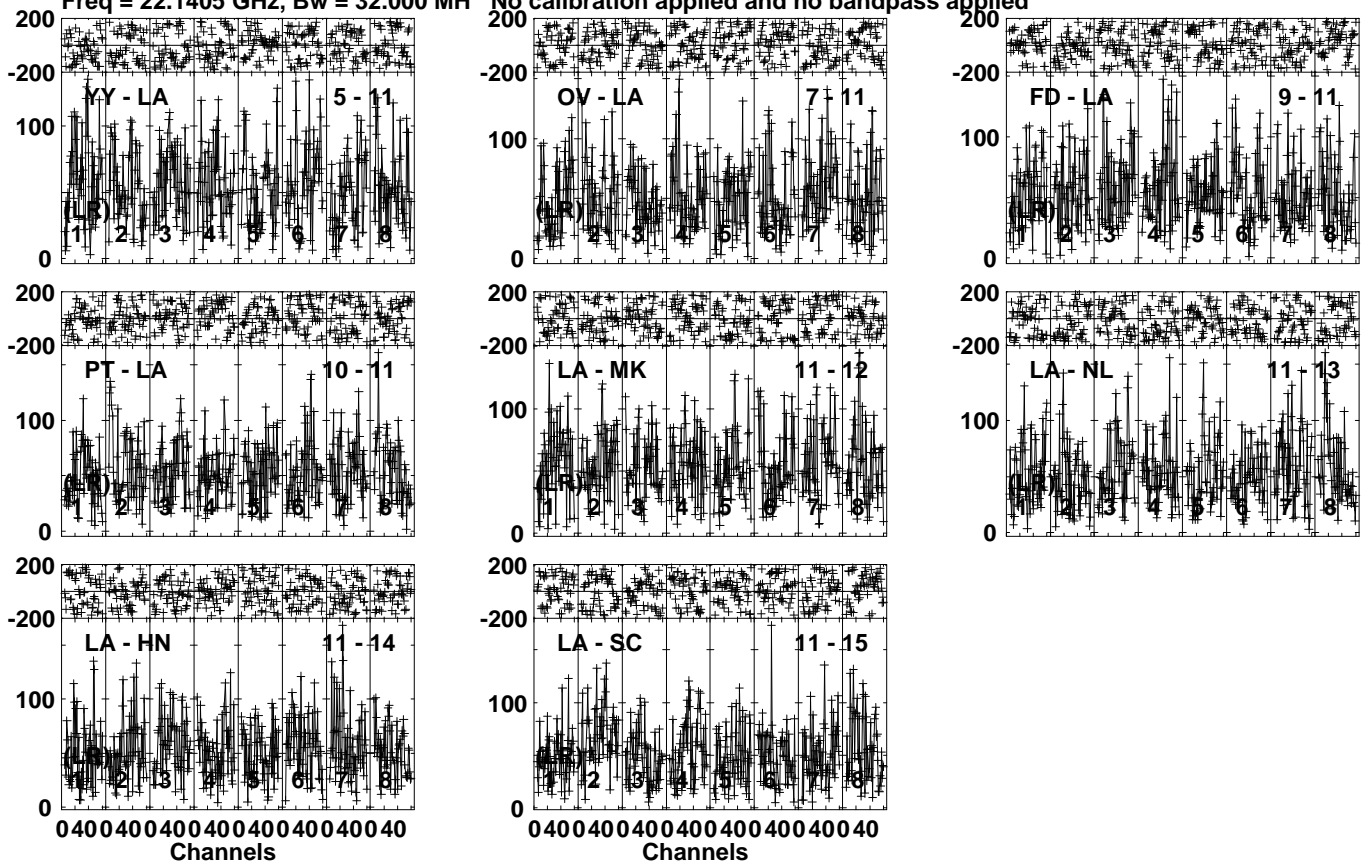 Freq = 22.1405 GHz, Bw = 32.000 MH No calibration applied and no bandpass applied
200 200 200
-200 -200 -200
YY - LA 5 - 11 OV - LA 7 - 11 FD - LA 9 - 11
100 100 100
(LR) (LR) (LR)
1 2 3 4 5 6 7 8 1 2 3 4 5 6 7 8 1 2 3 4 5 6 7 8
0 0 0
200 200 200
-200 -200 -200
PT - LA 10 - 11 LA - MK 11 - 12 LA - NL 11 - 13
100 100 100
(LR) (LR) (LR)
1 2 3 4 5 6 7 8 1 2 3 4 5 6 7 8 1 2 3 4 5 6 7 8
0 0 0
200 200
-200 -200
LA - HN 11 - 14 LA - SC 11 - 15
100 100
(LR) (LR)
1 2 3 4 5 6 7 8 1 2 3 4 5 6 7 8
0 0
0 40 0 40 0 40 0 40 0 40 0 40 0 40 0 40 0 40 0 40 0 40 0 40 0 40 0 40 0 40 0 40
Channels Channels